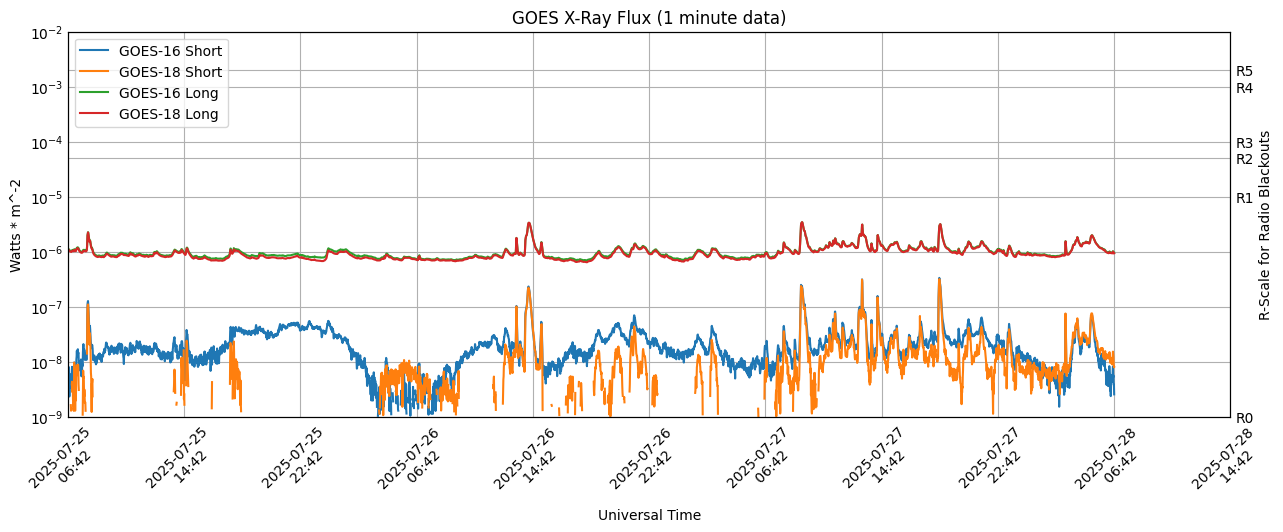 GOES X-Ray Flux (1 minute data)
GOES-16 Short
GOES-18 Short
GOES-16 Long
GOES-18 Long
Watts * m^-2
10^-2
10^-3
10^-4
10^-5
10^-6
10^-7
10^-8
10^-9
R5
R4
R3
R2
R1
R0
R-Scale for Radio Blackouts
2025-07-25
06:42
2025-07-25
14:42
2025-07-25
22:42
2025-07-26
06:42
2025-07-26
14:42
2025-07-26
22:42
2025-07-27
06:42
2025-07-27
14:42
2025-07-27
22:42
2025-07-28
06:42
2025-07-28
14:42
Universal Time